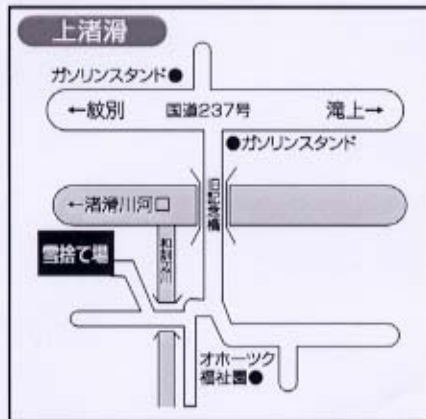 上渚滑
ガソリンスタンド●
←紋別 国道237号 滝上→
●ガソリンスタンド
←渚滑川河口
雪捨て場
オホーツク
福祉園●